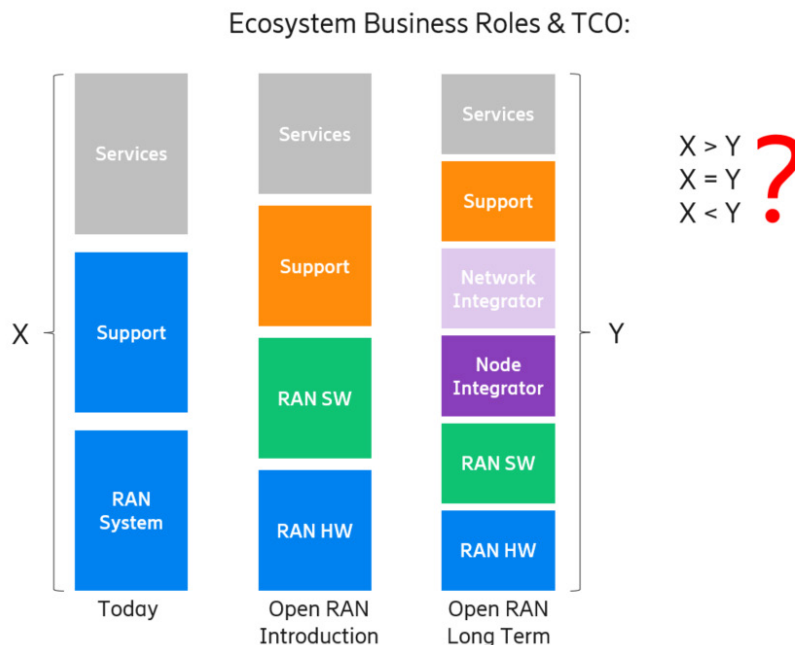 Ecosystem Business Roles & TCO:
Services
Support
RAN
System
Today
X
Services
Support
RAN SW
RAN HW
Open RAN
Introduction
Services
Support
Network
Integrator
Node
Integrator
RAN SW
RAN HW
Open RAN
Long Term
Y
X > Y
X = Y
X < Y
?